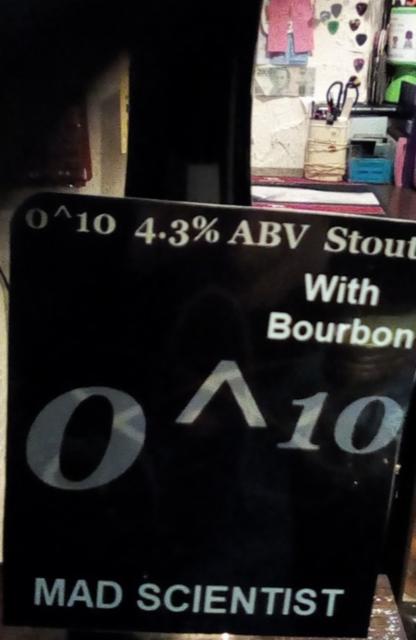 0^10 4.3% ABV Stout
With
Bourbon
0^10
MAD SCIENTIST